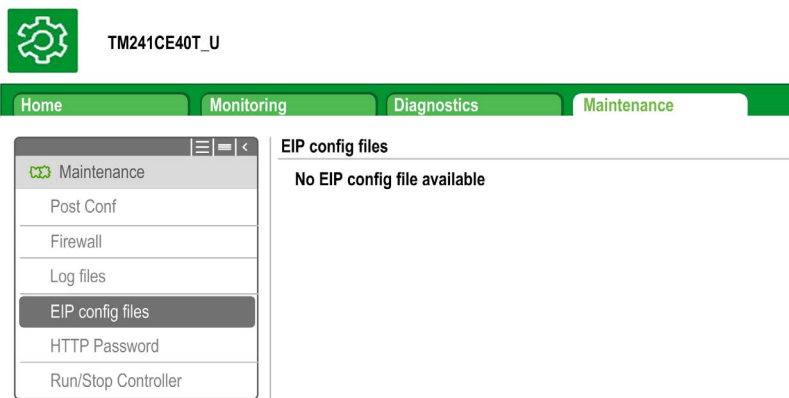 TM241CE40T_U
Home Monitoring Diagnostics Maintenance
EIP config files
Maintenance
No EIP config file available
Post Conf
Firewall
Log files
EIP config files
HTTP Password
Run/Stop Controller